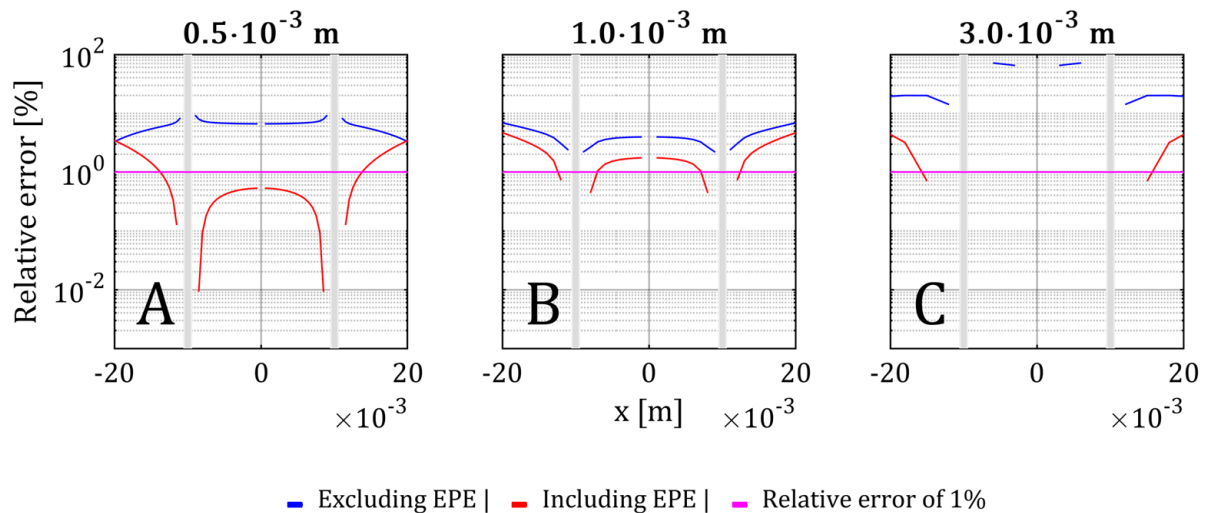 0.5·10⁻³ m 1.0·10⁻³ m 3.0·10⁻³ m
Relative error [%]
10²
10⁰
10⁻²
A B C
-20 0 20 -20 0 20 -20 0 20
×10⁻³ x [m] ×10⁻³ ×10⁻³
Excluding EPE | Including EPE | Relative error of 1%